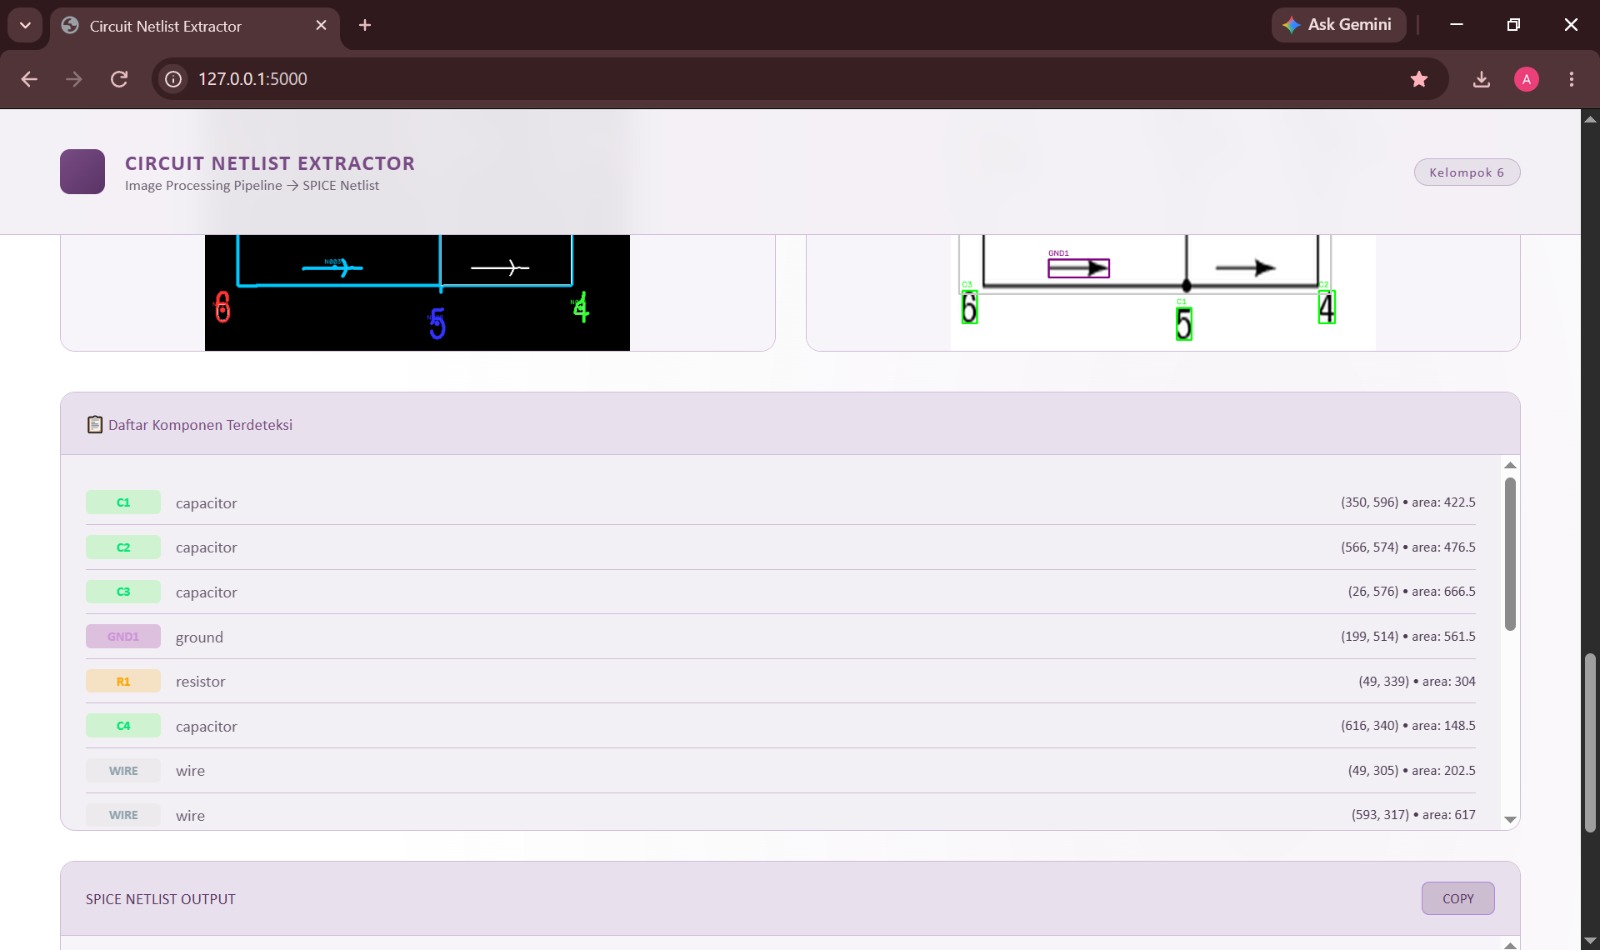 Circuit Netlist Extractor
Ask Gemini
127.0.0.1:5000
A
CIRCUIT NETLIST EXTRACTOR
Image Processing Pipeline → SPICE Netlist
Kelompok 6
6
5
4
GND1
C3
C2
6
C1
4
5
📋 Daftar Komponen Terdeteksi
C1 capacitor (350, 596) • area: 422.5
C2 capacitor (566, 574) • area: 476.5
C3 capacitor (26, 576) • area: 666.5
GND1 ground (199, 514) • area: 561.5
R1 resistor (49, 339) • area: 304
C4 capacitor (616, 340) • area: 148.5
WIRE wire (49, 305) • area: 202.5
WIRE wire (593, 317) • area: 617
SPICE NETLIST OUTPUT
COPY